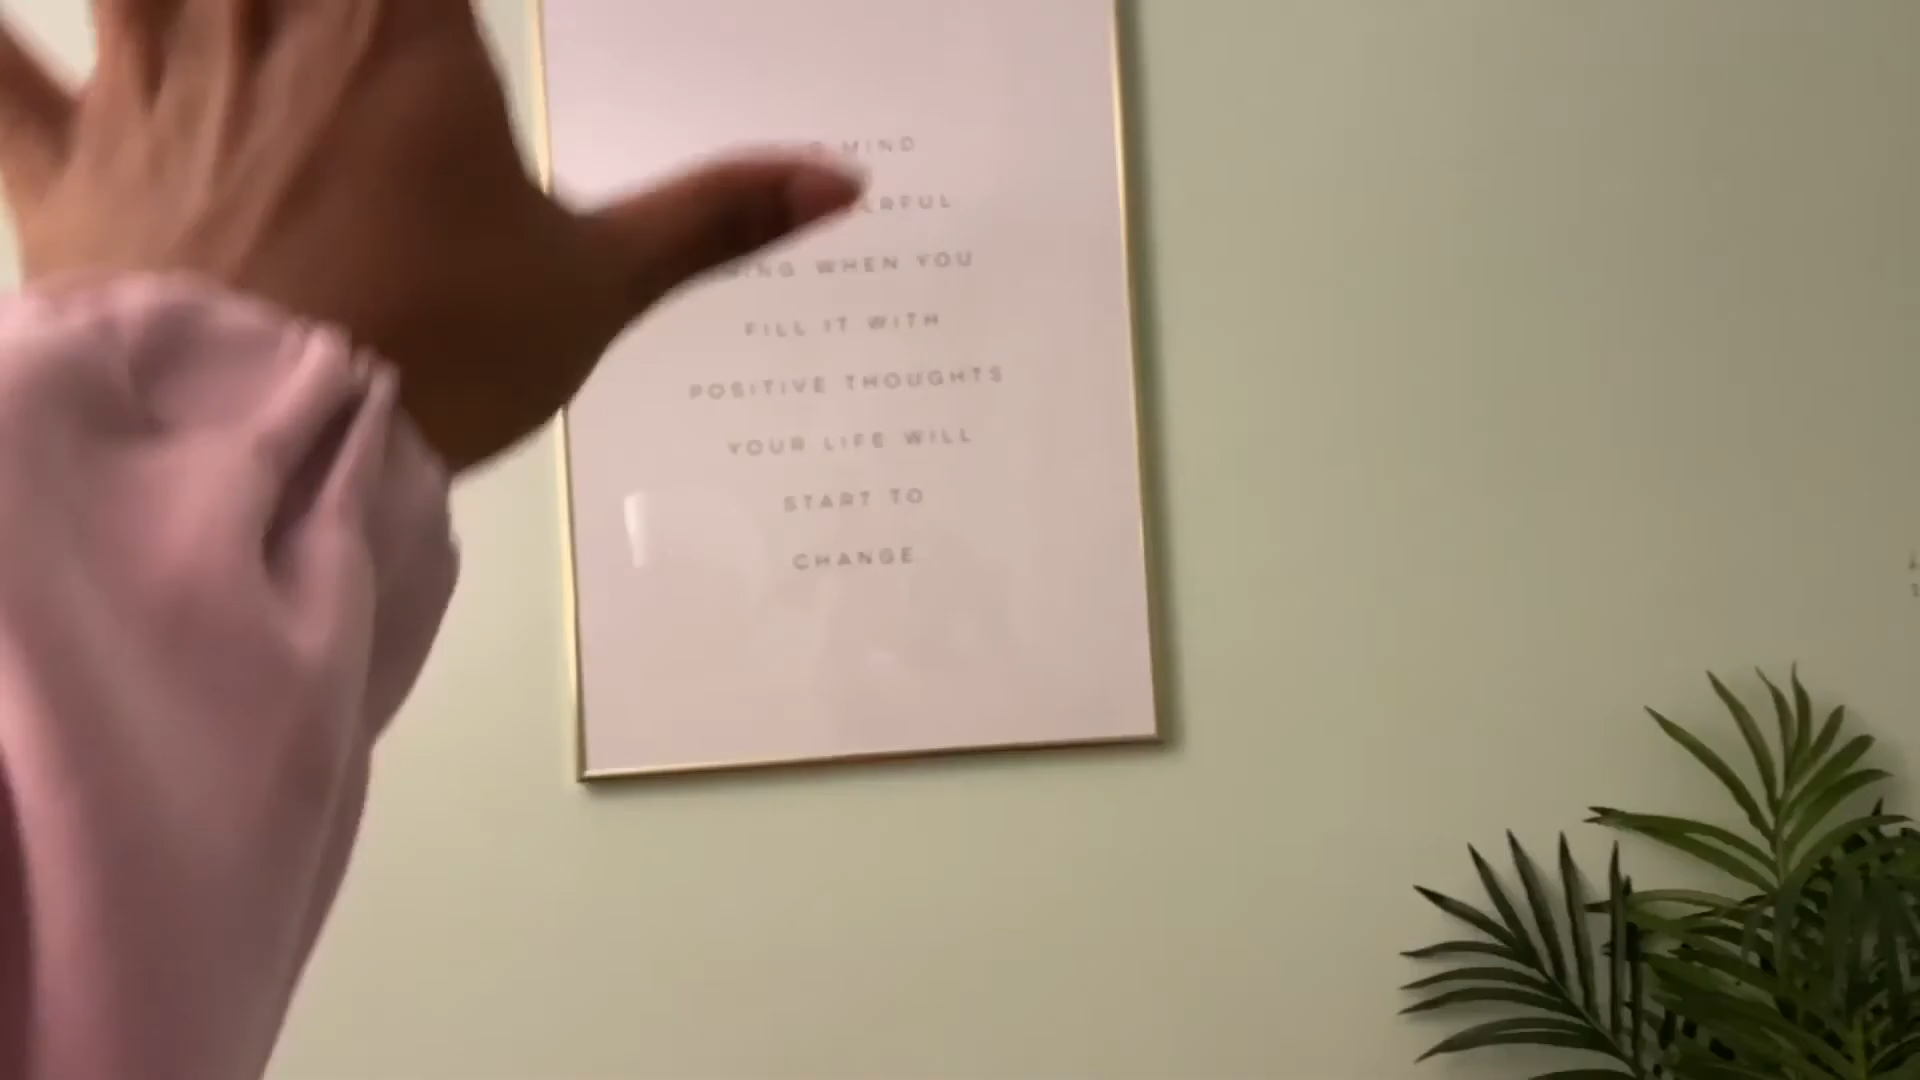 MIND
WHEN YOU
FILL IT WITH
POSITIVE THOUGHTS
YOUR LIFE WILL
START TO
CHANGE